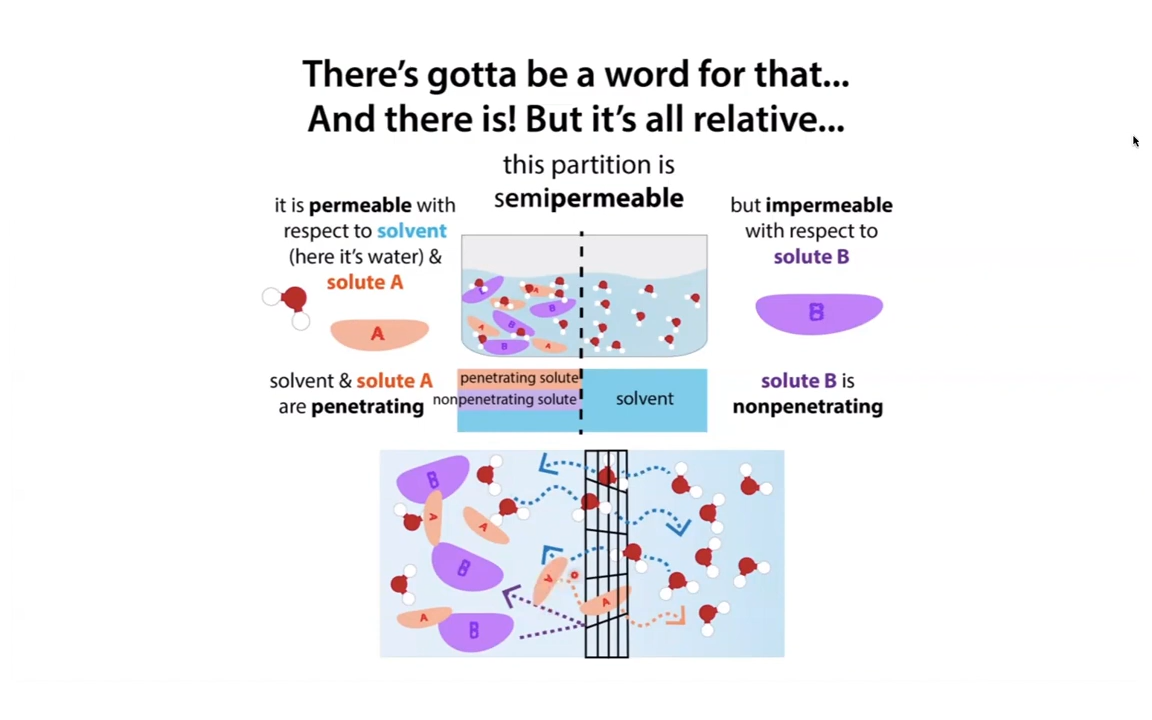 There's gotta be a word for that...
And there is! But it's all relative...
this partition is
semipermeable
it is permeable with
respect to solvent
(here it's water) &
solute A
but impermeable
with respect to
solute B
A
B
A
B
A
B
B
A
solvent & solute A
are penetrating
penetrating solute
nonpenetrating solute
solvent
solute B is
nonpenetrating
B
A
A
B
A
A
A
B